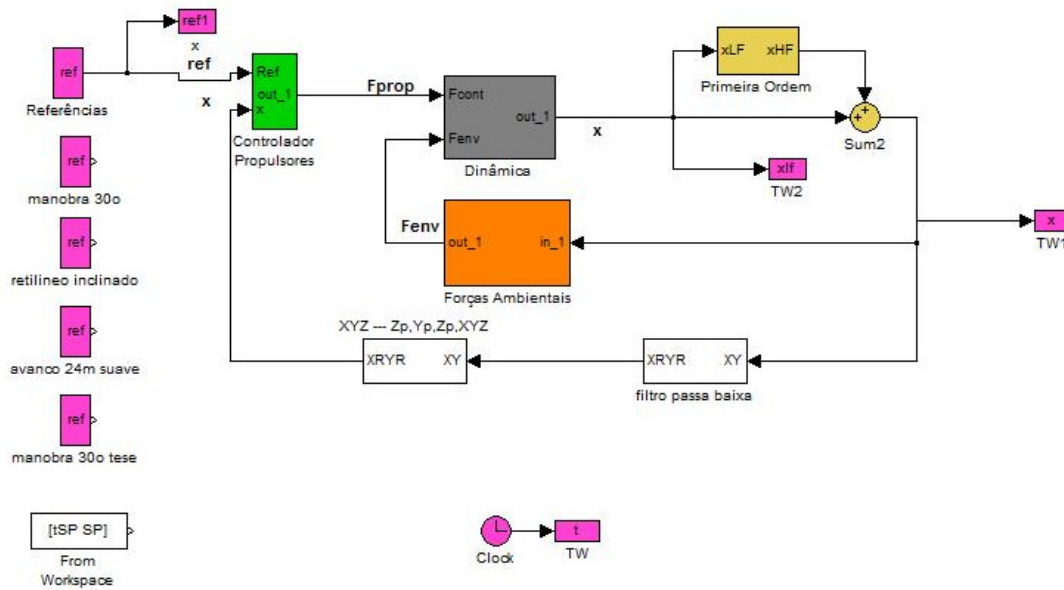 ref1
x
ref
ref
Referências
x
Ref
out_1
x
Controlador
Propulsores
Fprop
Fcont
out_1
Fenv
Dinâmica
x
xLF xHF
Primeira Ordem
Sum2
xlf
TW2
x
TW1
Fenv
out_1 in_1
Forças Ambientais
XYZ --- Zp,Yp,Zp,XYZ
XRYR XY
XRYR XY
filtro passa baixa
ref
manobra 30o
ref
retilineo inclinado
ref
avanco 24m suave
ref
manobra 30o tese
[tSP SP]
From
Workspace
Clock
t
TW